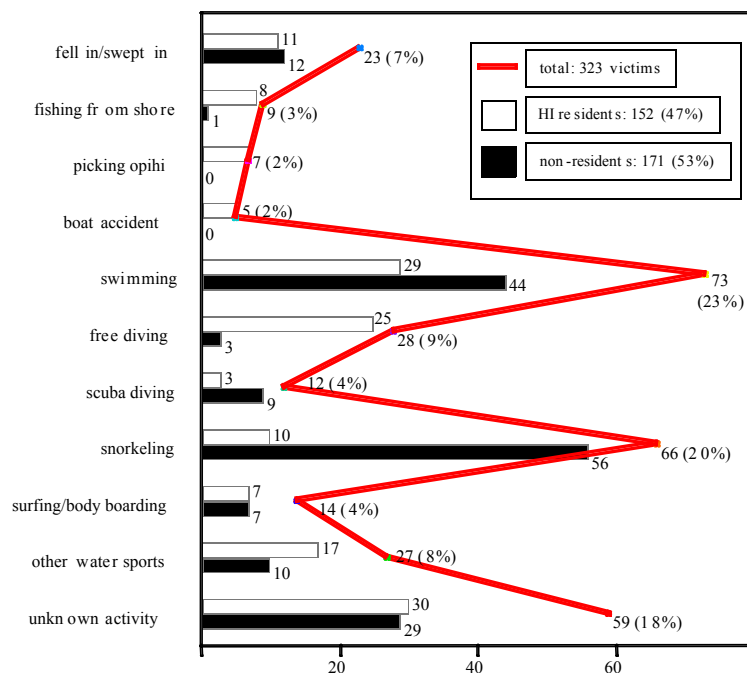 fell in/swept in
11
12
23 (7%)
total: 323 victims
HI residents: 152 (47%)
non-residents: 171 (53%)
fishing from shore
8
1
9 (3%)
picking opihi
7 (2%)
0
boat accident
5 (2%)
0
swimming
29
44
73
(23%)
free diving
25
3
28 (9%)
scuba diving
3
9
12 (4%)
snorkeling
10
56
66 (20%)
surfing/body boarding
7
7
14 (4%)
other water sports
17
10
27 (8%)
unknown activity
30
29
59 (18%)
20 40 60